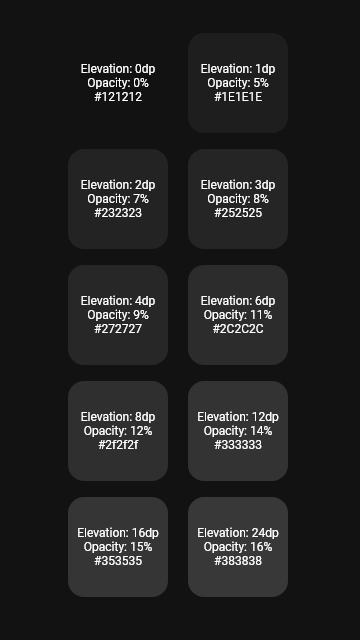 Elevation: 0dp
Opacity: 0%
#121212
Elevation: 1dp
Opacity: 5%
#1E1E1E
Elevation: 2dp
Opacity: 7%
#232323
Elevation: 3dp
Opacity: 8%
#252525
Elevation: 4dp
Opacity: 9%
#272727
Elevation: 6dp
Opacity: 11%
#2C2C2C
Elevation: 8dp
Opacity: 12%
#2f2f2f
Elevation: 12dp
Opacity: 14%
#333333
Elevation: 16dp
Opacity: 15%
#353535
Elevation: 24dp
Opacity: 16%
#383838